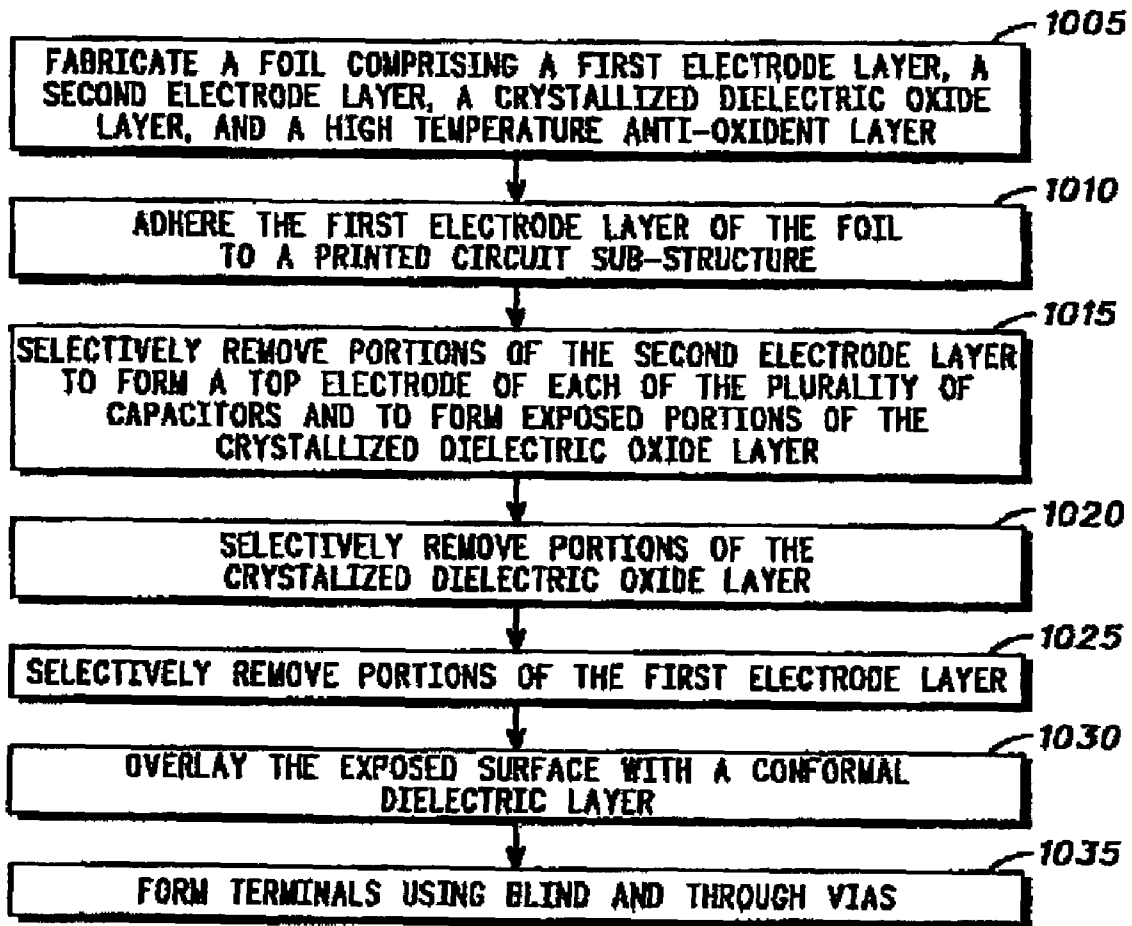 1005
FABRICATE A FOIL COMPRISING A FIRST ELECTRODE LAYER, A
SECOND ELECTRODE LAYER, A CRYSTALLIZED DIELECTRIC OXIDE
LAYER, AND A HIGH TEMPERATURE ANTI-OXIDENT LAYER
1010
ADHERE THE FIRST ELECTRODE LAYER OF THE FOIL
TO A PRINTED CIRCUIT SUB-STRUCTURE
1015
SELECTIVELY REMOVE PORTIONS OF THE SECOND ELECTRODE LAYER
TO FORM A TOP ELECTRODE OF EACH OF THE PLURALITY OF
CAPACITORS AND TO FORM EXPOSED PORTIONS OF THE
CRYSTALLIZED DIELECTRIC OXIDE LAYER
1020
SELECTIVELY REMOVE PORTIONS OF THE
CRYSTALIZED DIELECTRIC OXIDE LAYER
1025
SELECTIVELY REMOVE PORTIONS OF THE FIRST ELECTRODE LAYER
1030
OVERLAY THE EXPOSED SURFACE WITH A CONFORMAL
DIELECTRIC LAYER
1035
FORM TERMINALS USING BLIND AND THROUGH VIAS